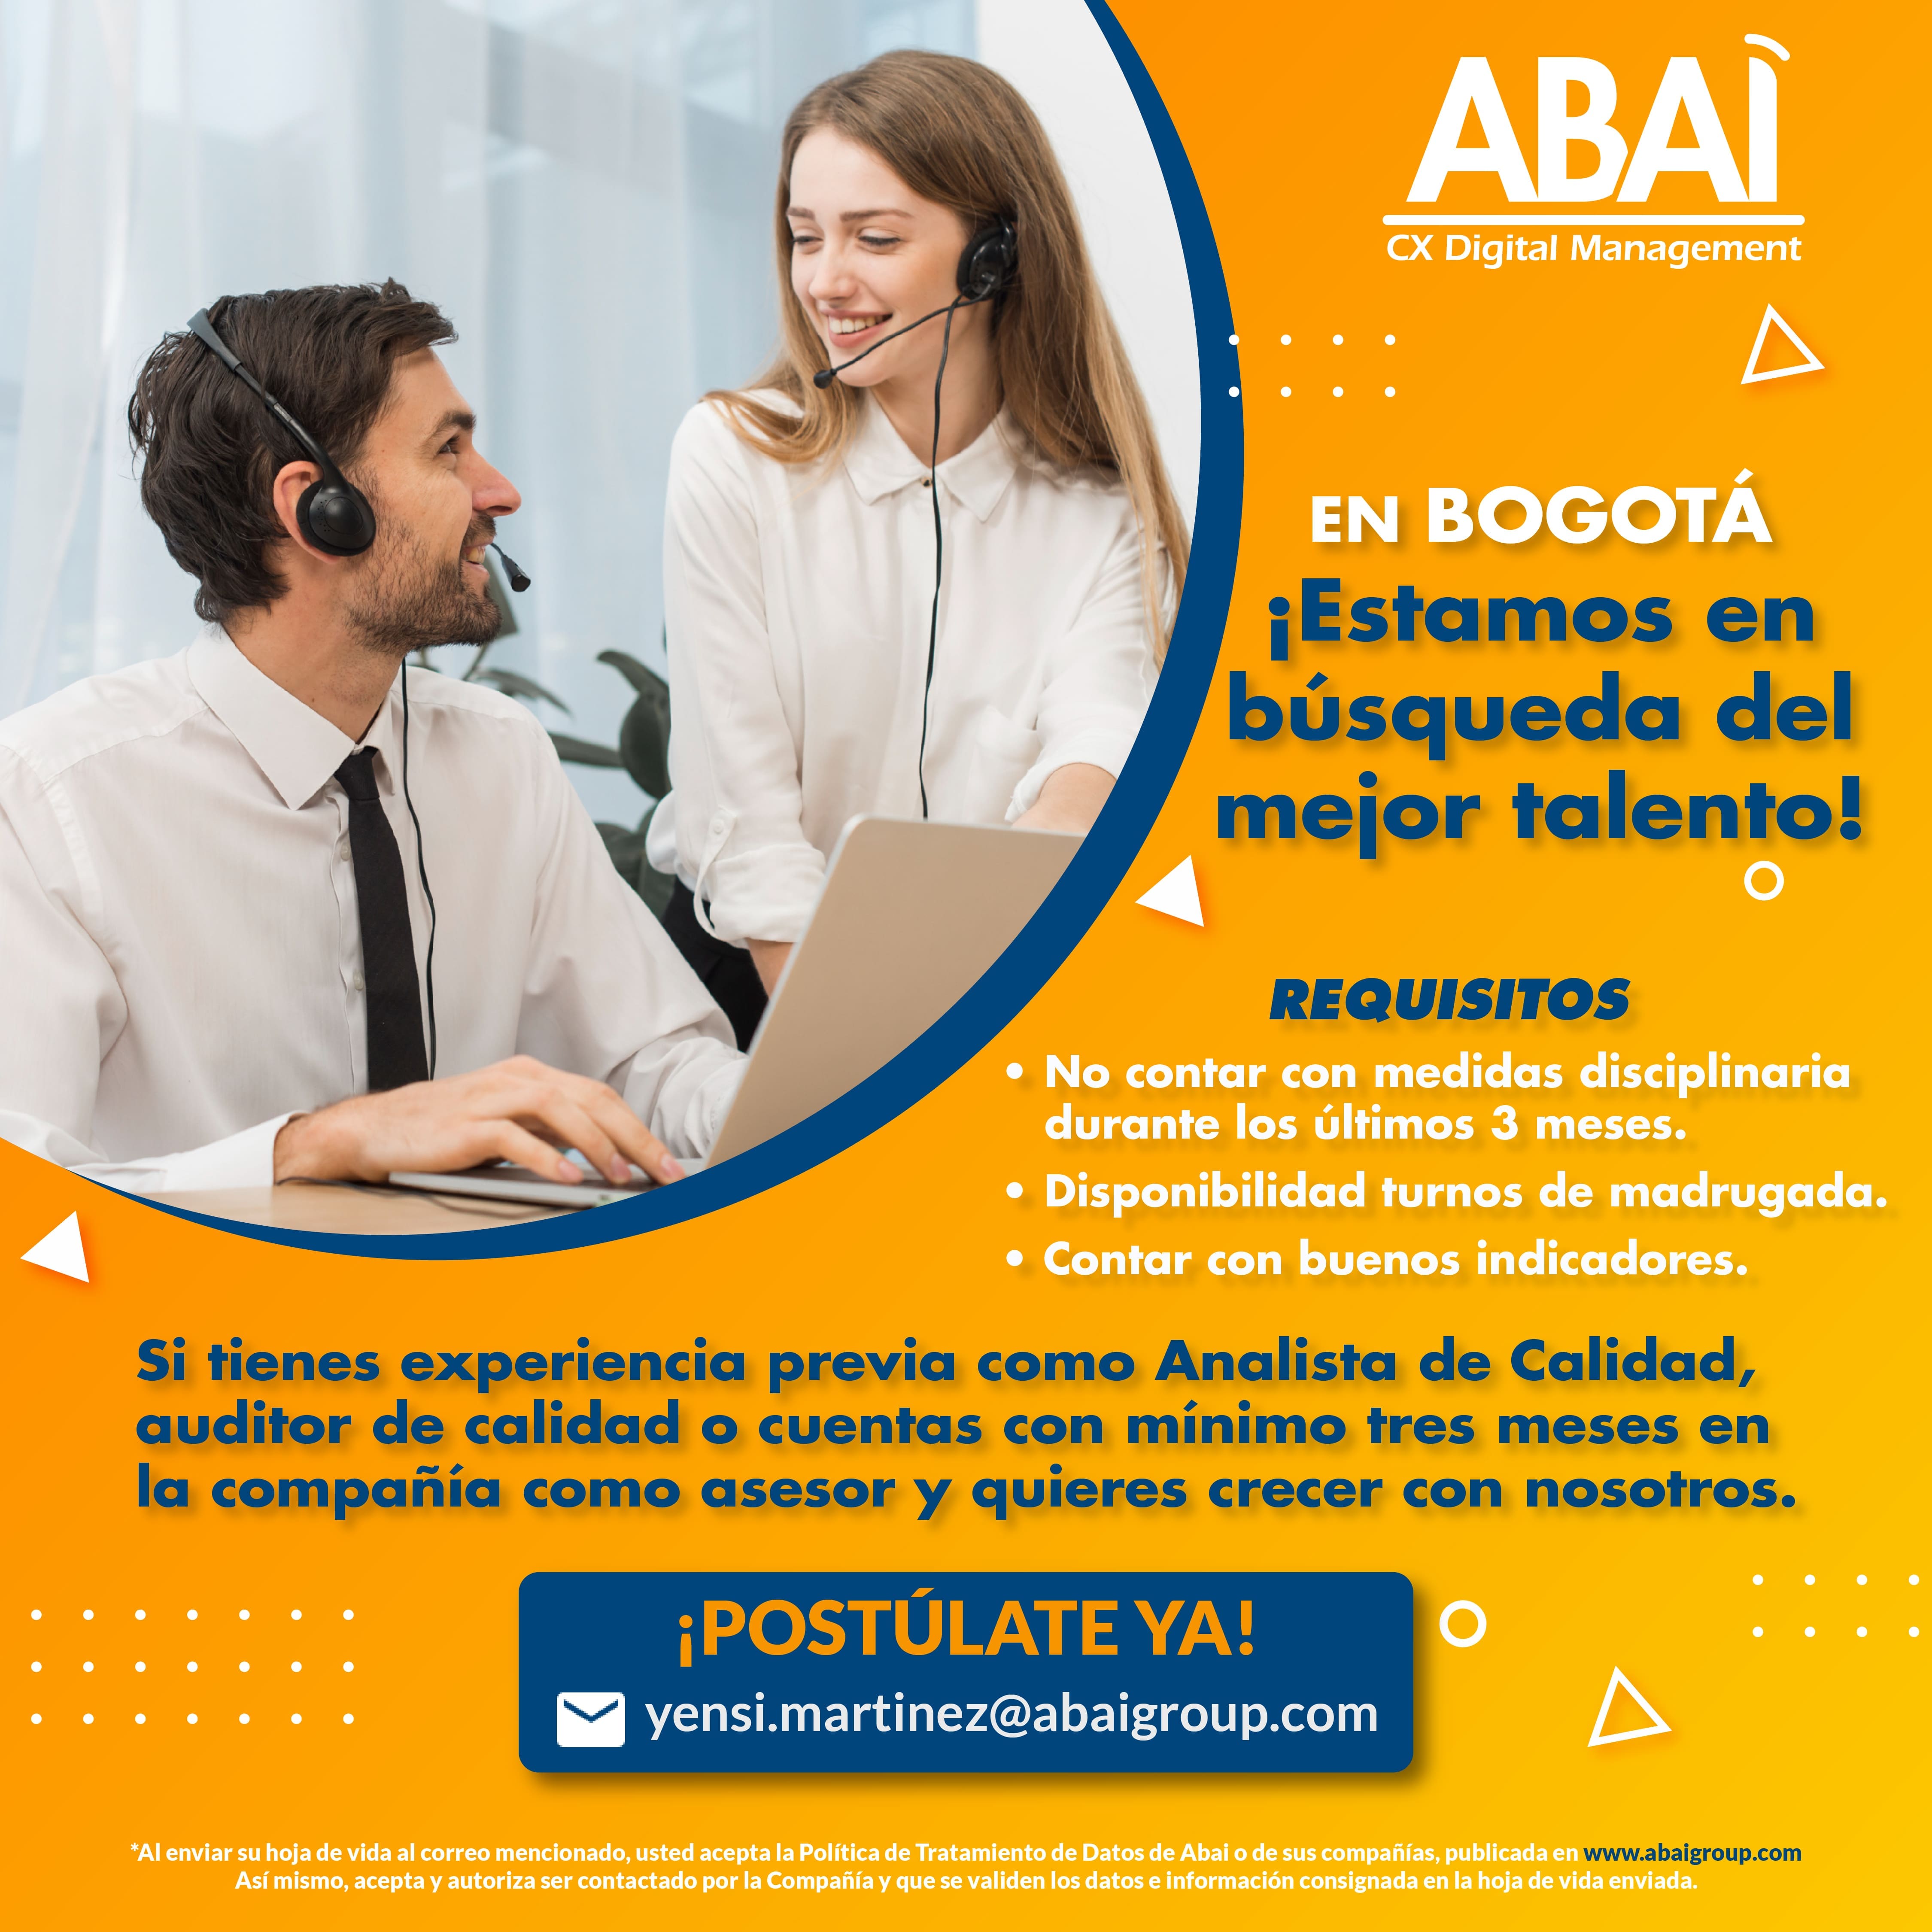 ABAI
CX Digital Management
EN BOGOTÁ
¡Estamos en
búsqueda del
mejor talento!
REQUISITOS
• No contar con medidas disciplinaria
durante los últimos 3 meses.
• Disponibilidad turnos de madrugada.
• Contar con buenos indicadores.
Si tienes experiencia previa como Analista de Calidad,
auditor de calidad o cuentas con mínimo tres meses en
la compañía como asesor y quieres crecer con nosotros.
¡POSTÚLATE YA!
yensi.martinez@abaigroup.com
*Al enviar su hoja de vida al correo mencionado, usted acepta la Política de Tratamiento de Datos de Abai o de sus compañías, publicada en www.abaigroup.com
Así mismo, acepta y autoriza ser contactado por la Compañía y que se validen los datos e información consignada en la hoja de vida enviada.